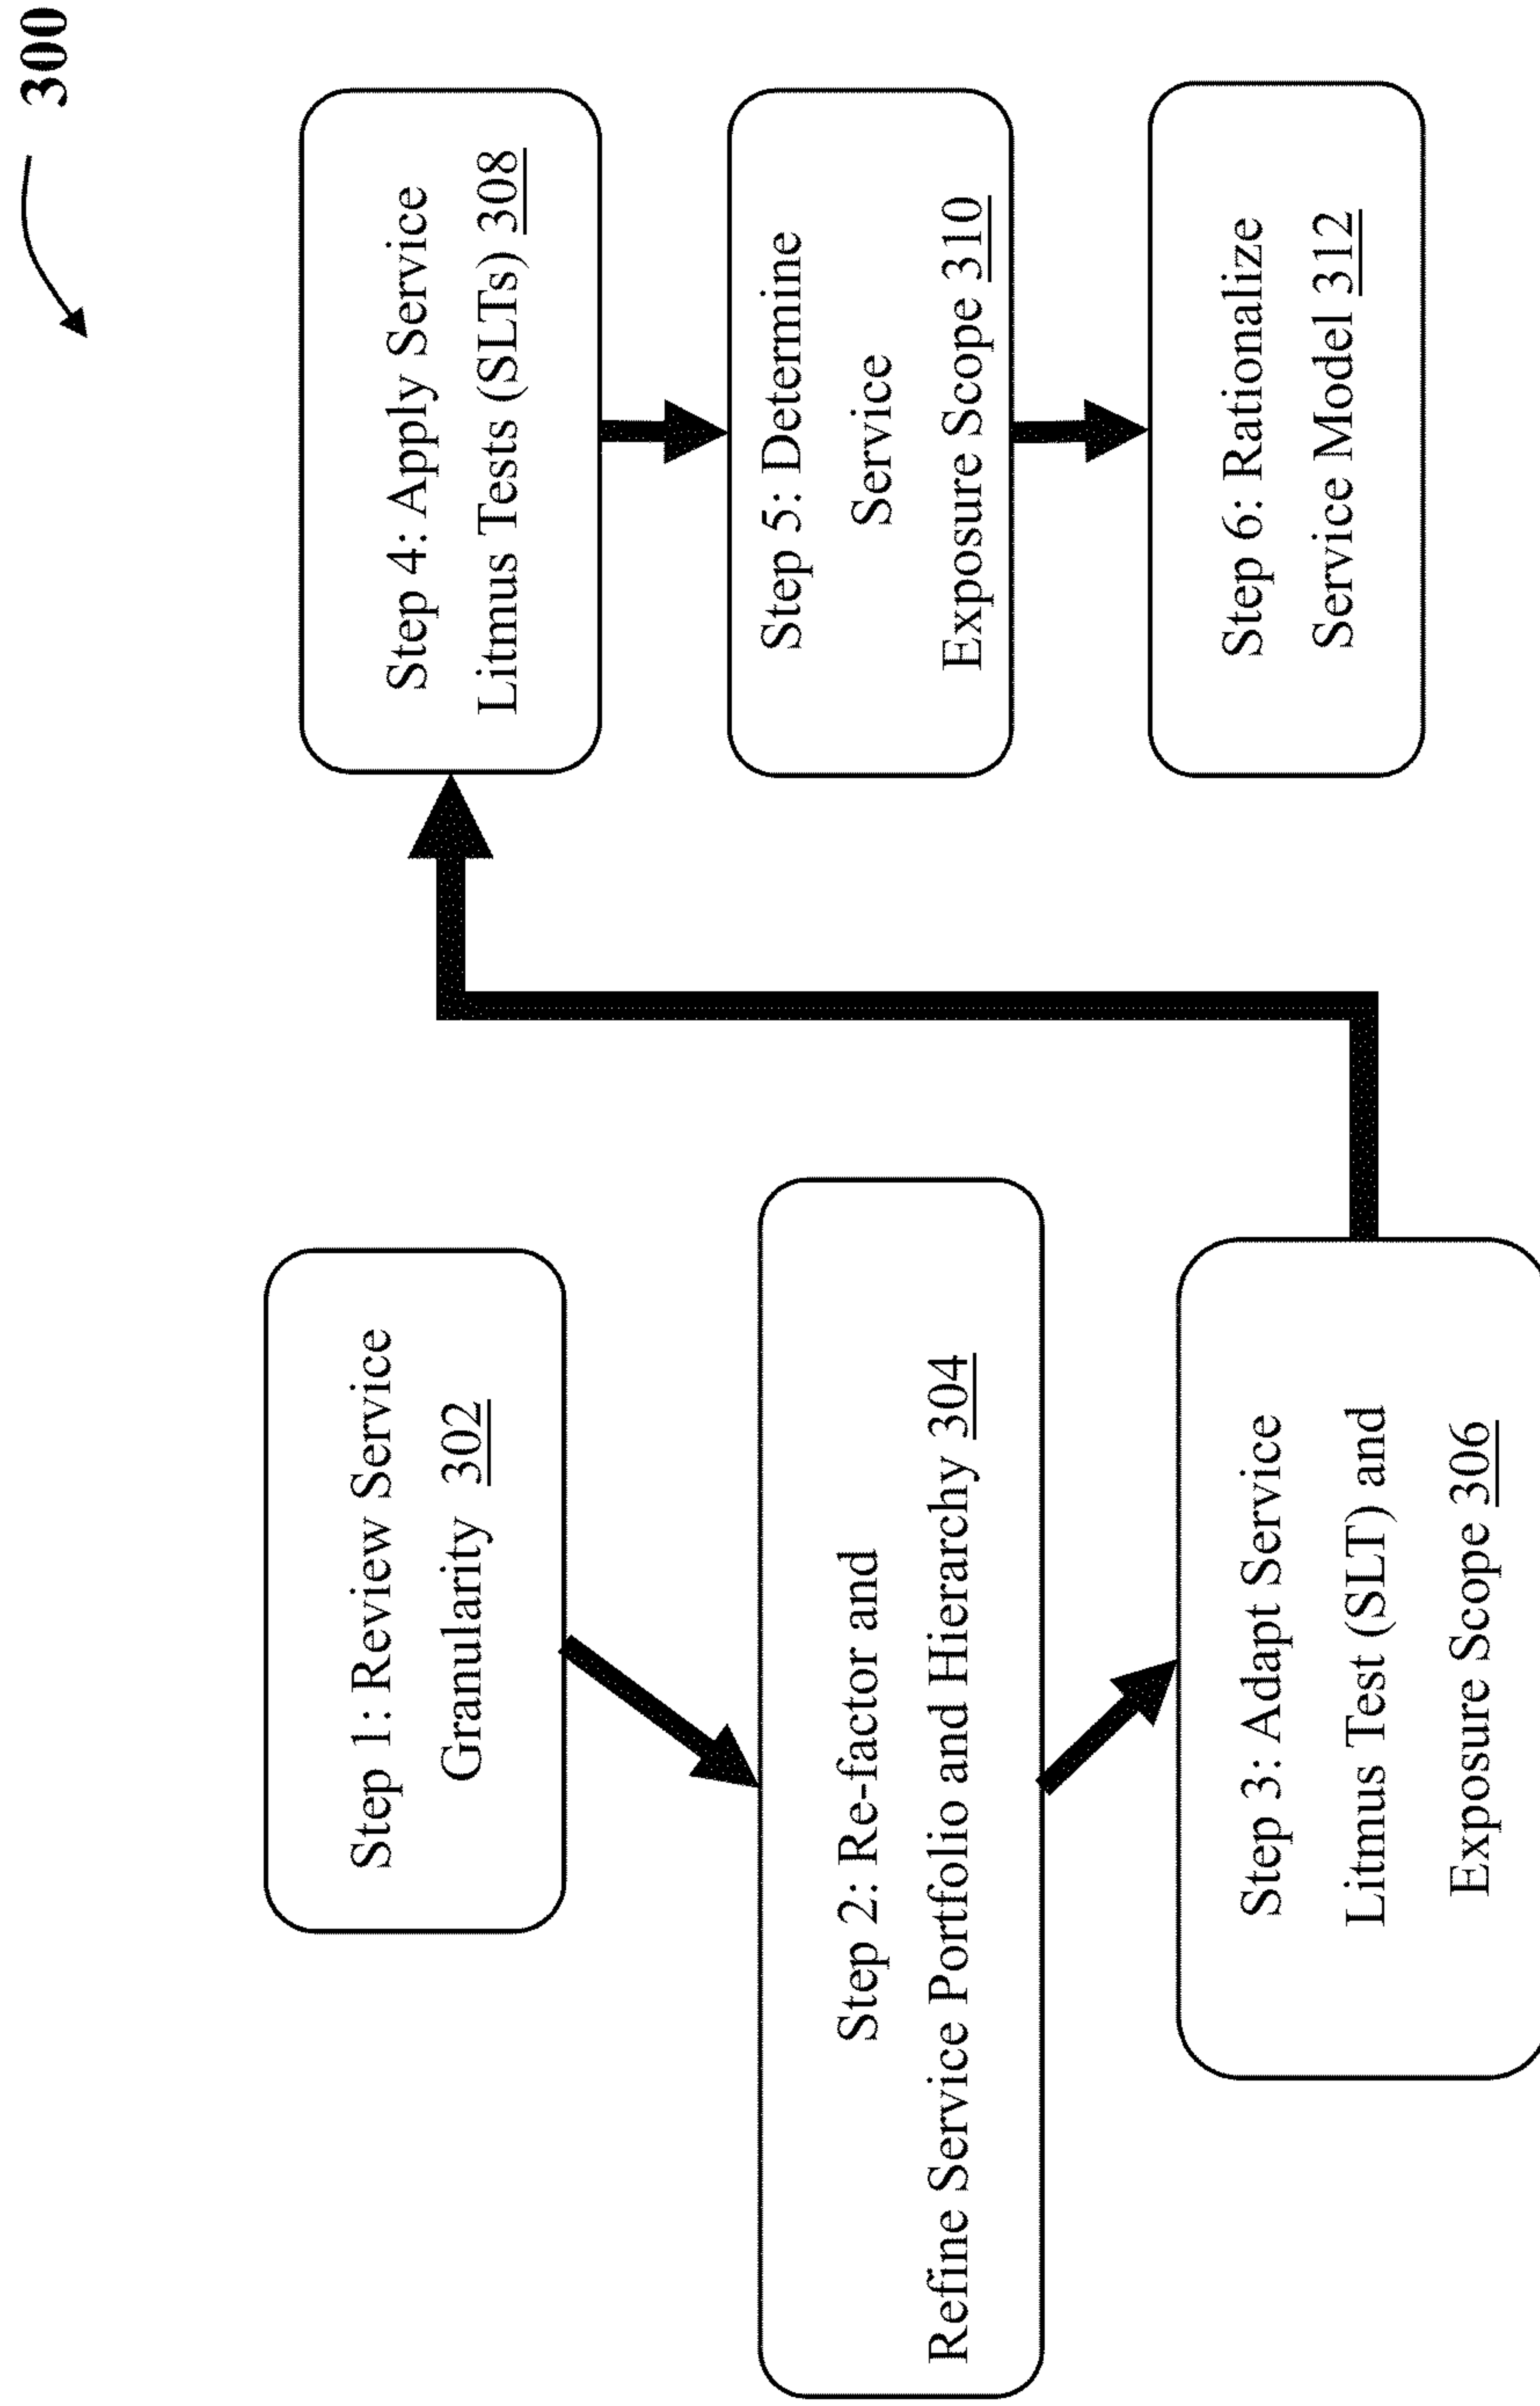 300
Step 1: Review Service
Granularity 302
Step 2: Re-factor and
Refine Service Portfolio and Hierarchy 304
Step 3: Adapt Service
Litmus Test (SLT) and
Exposure Scope 306
Step 4: Apply Service
Litmus Tests (SLTs) 308
Step 5: Determine
Service
Exposure Scope 310
Step 6: Rationalize
Service Model 312